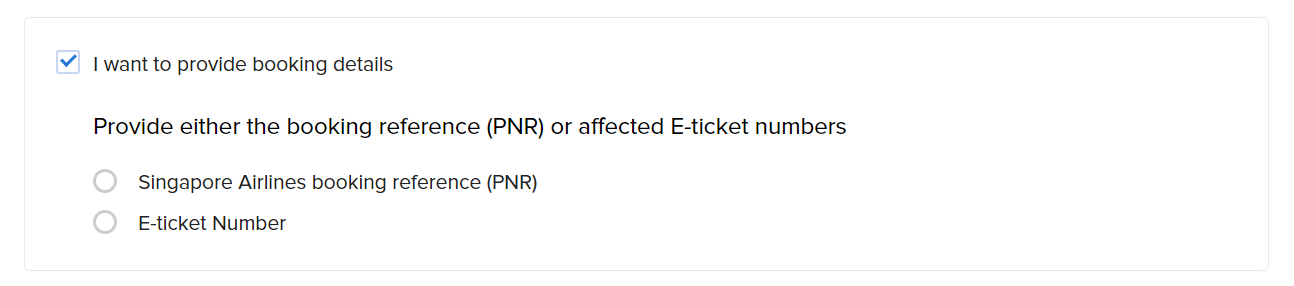 I want to provide booking details
Provide either the booking reference (PNR) or affected E-ticket numbers
Singapore Airlines booking reference (PNR)
E-ticket Number